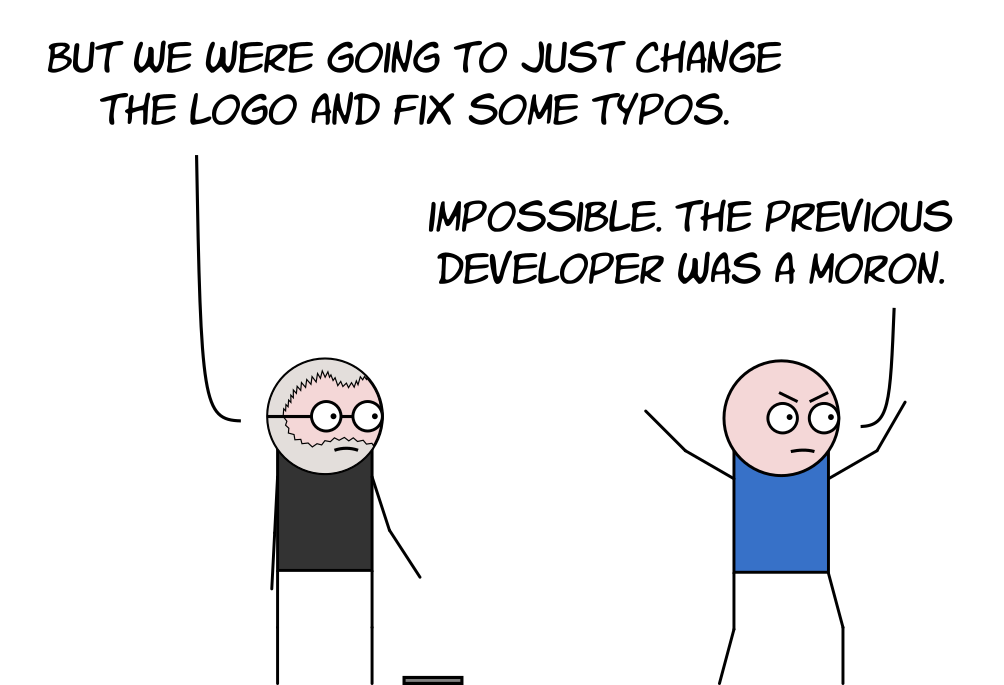 BUT WE WERE GOING TO JUST CHANGE
THE LOGO AND FIX SOME TYPOS.
IMPOSSIBLE. THE PREVIOUS
DEVELOPER WAS A MORON.